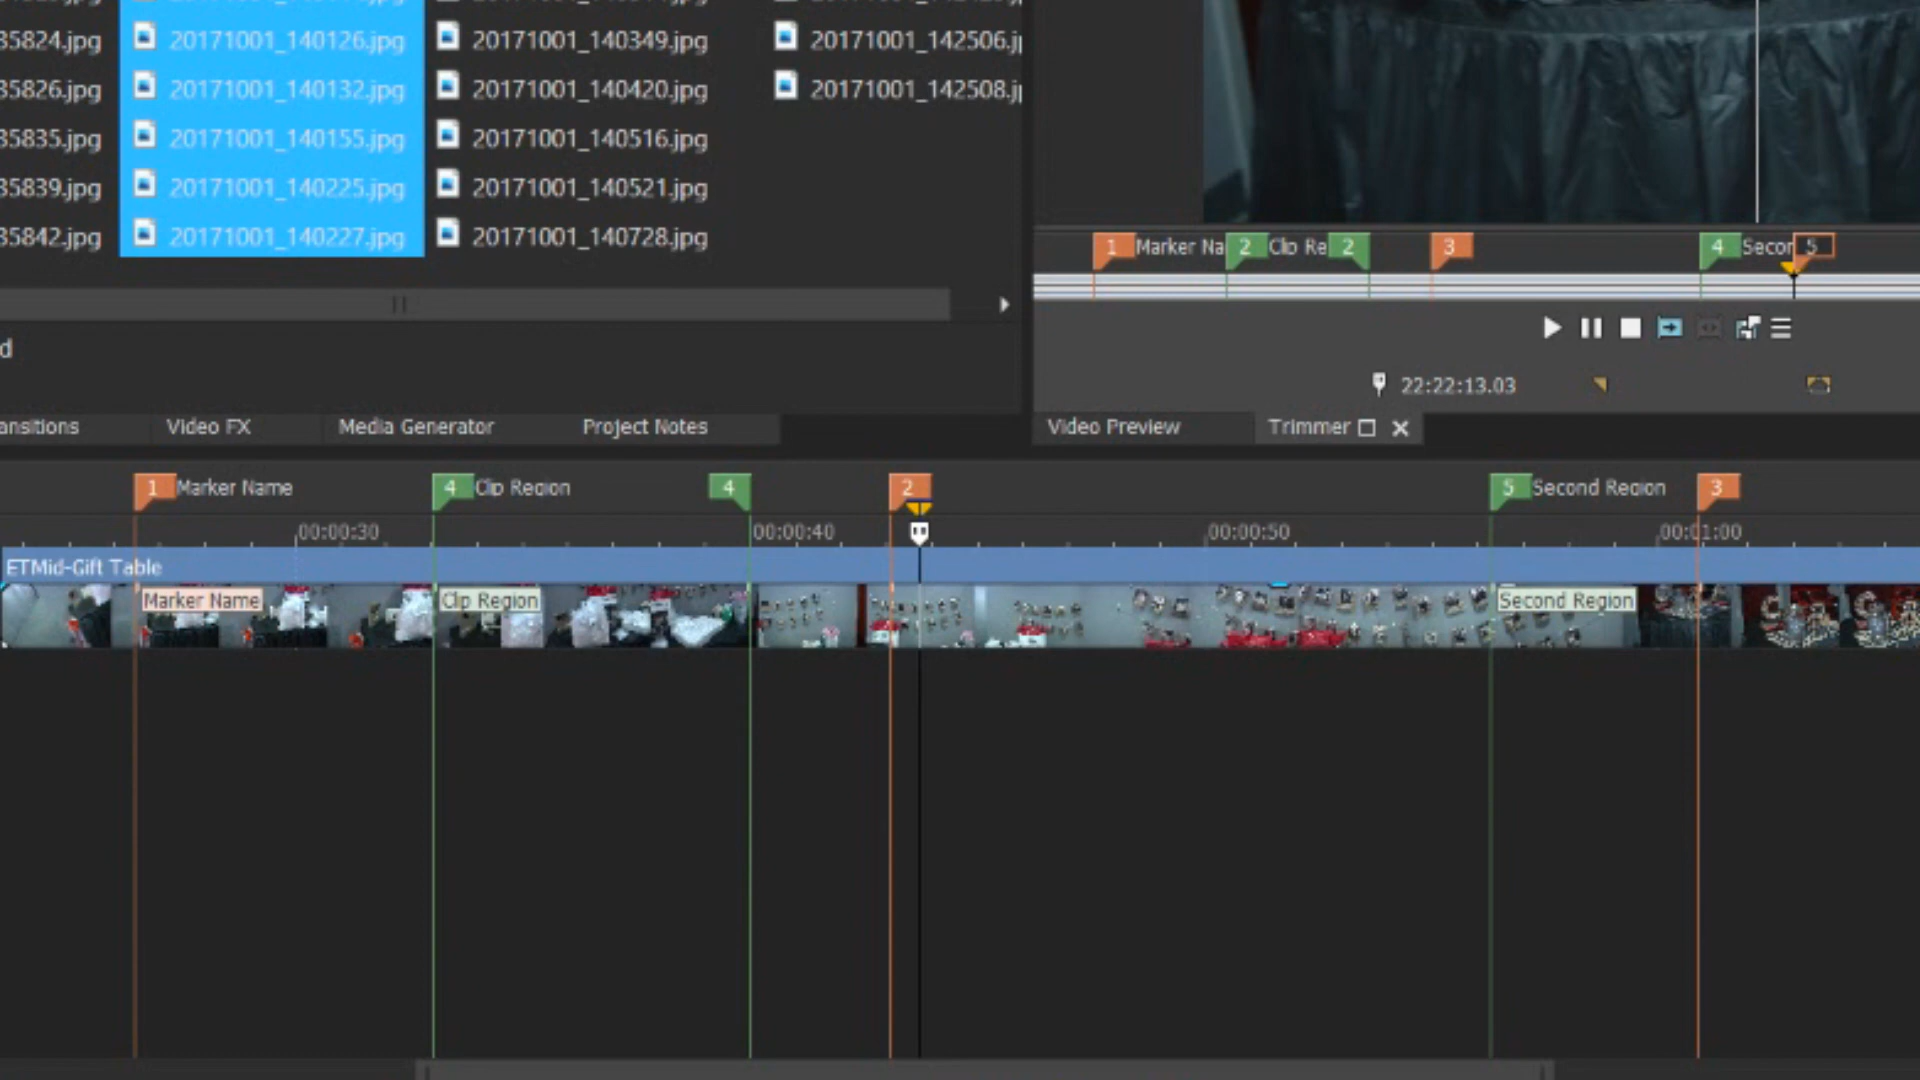 35824.jpg 20171001_140126.jpg 20171001_140349.jpg 20171001_142506.j
35826.jpg 20171001_140132.jpg 20171001_140420.jpg 20171001_142508.j
35835.jpg 20171001_140155.jpg 20171001_140516.jpg
35839.jpg 20171001_140225.jpg 20171001_140521.jpg
35842.jpg 20171001_140227.jpg 20171001_140728.jpg
1 Marker Na 2 Clip Re 2 3 4 Secon 5
d
22:22:13.03
ansitions Video FX Media Generator Project Notes
Video Preview Trimmer
1 Marker Name 4 Clip Region 4 2 5 Second Region 3
00:00:30 00:00:40 00:00:50 00:01:00
ETMid-Gift Table
Marker Name Clip Region Second Region